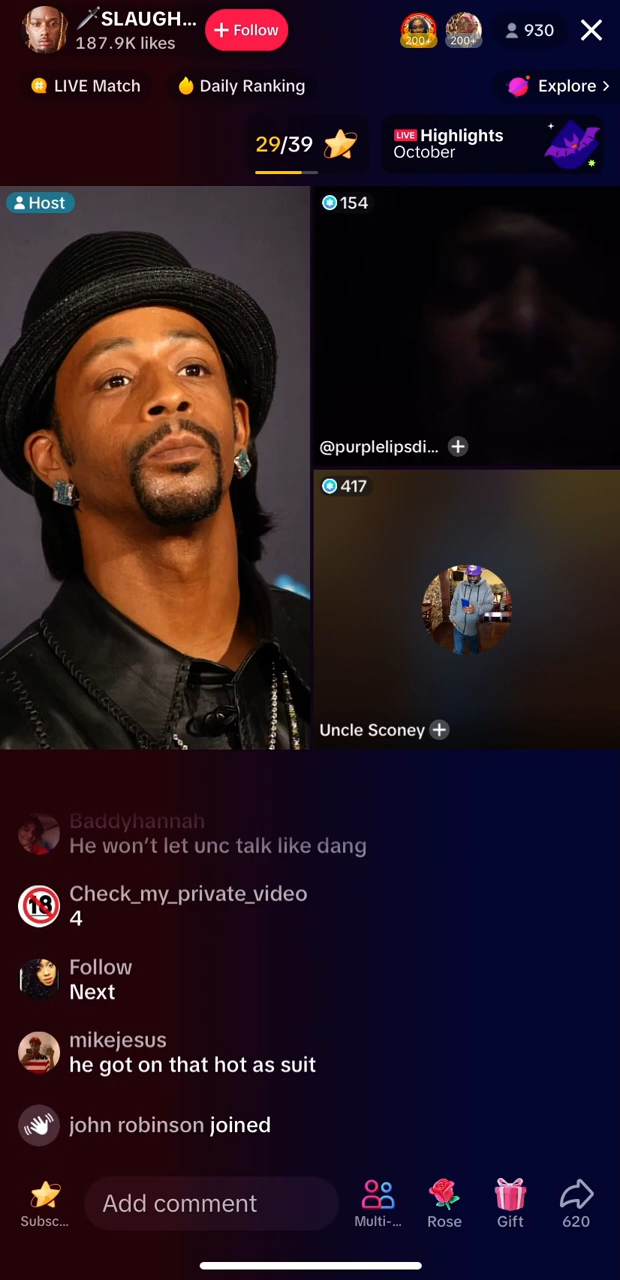 SLAUGH...
187.9K likes
+ Follow
200+
200+
930
LIVE Match
Daily Ranking
Explore >
29/39
LIVE Highlights
October
Host
154
@purplelipsdi...
417
Uncle Sconey
Baddyhannah
He won't let unc talk like dang
Check_my_private_video
18
4
Follow
Next
mikejesus
he got on that hot as suit
john robinson joined
Subsc...
Add comment
Multi-...
Rose
Gift
620